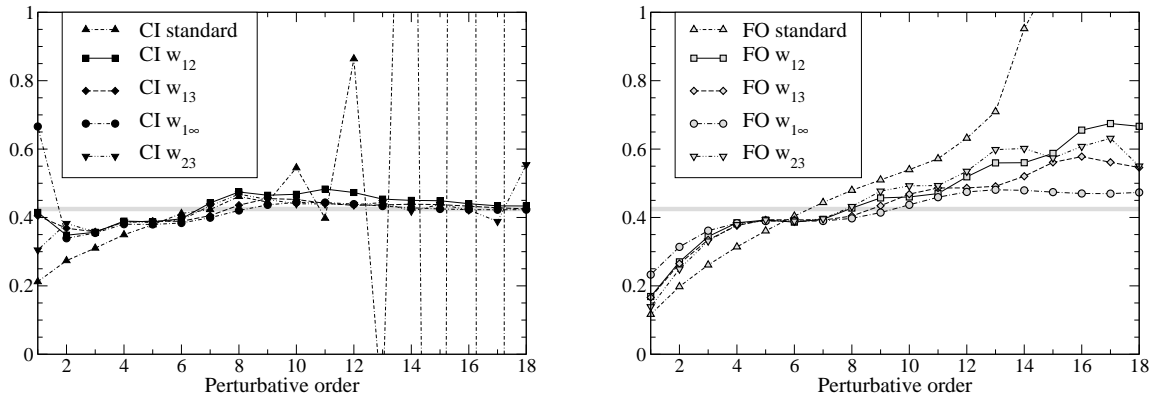 CI standard
CI w₁₂
CI w₁₃
CI w₁∞
CI w₂₃
1
0.8
0.6
0.4
0.2
0
2 4 6 8 10 12 14 16 18
Perturbative order
FO standard
FO w₁₂
FO w₁₃
FO w₁∞
FO w₂₃
1
0.8
0.6
0.4
0.2
0
2 4 6 8 10 12 14 16 18
Perturbative order